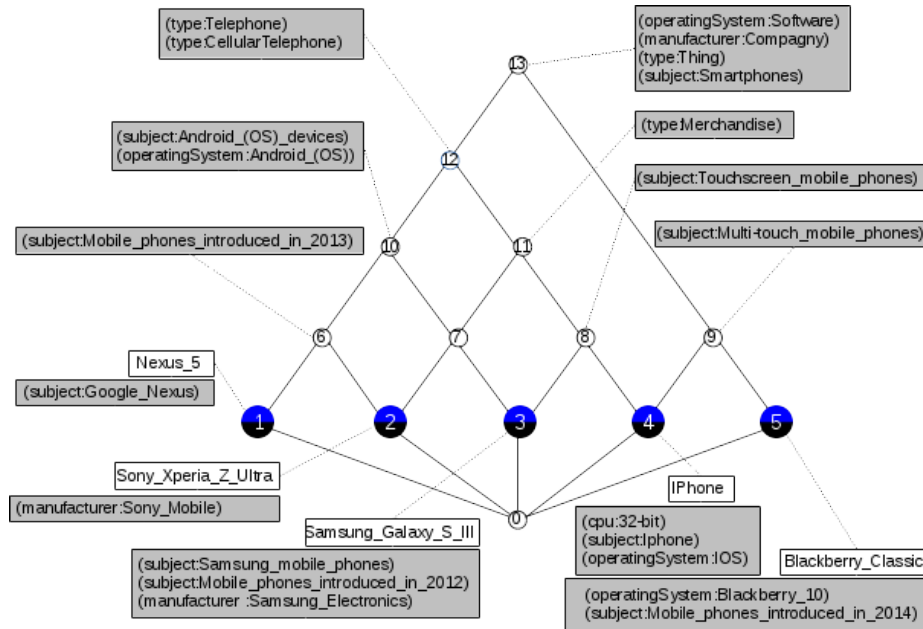 (type:Telephone)
(type:CellularTelephone)
(operatingSystem:Software)
(manufacturer:Compagny)
(type:Thing)
(subject:Smartphones)
13
(subject:Android_(OS)_devices)
(operatingSystem:Android_(OS))
(type:Merchandise)
12
(subject:Touchscreen_mobile_phones)
(subject:Mobile_phones_introduced_in_2013)
10
11
(subject:Multi-touch_mobile_phones)
6
7
8
9
Nexus_5
(subject:Google_Nexus)
1
2
3
4
5
Sony_Xperia_Z_Ultra
(manufacturer:Sony_Mobile)
IPhone
0
Samsung_Galaxy_S_III
(cpu:32-bit)
(subject:Iphone)
(operatingSystem:IOS)
Blackberry_Classic
(subject:Samsung_mobile_phones)
(subject:Mobile_phones_introduced_in_2012)
(manufacturer :Samsung_Electronics)
(operatingSystem:Blackberry_10)
(subject:Mobile_phones_introduced_in_2014)